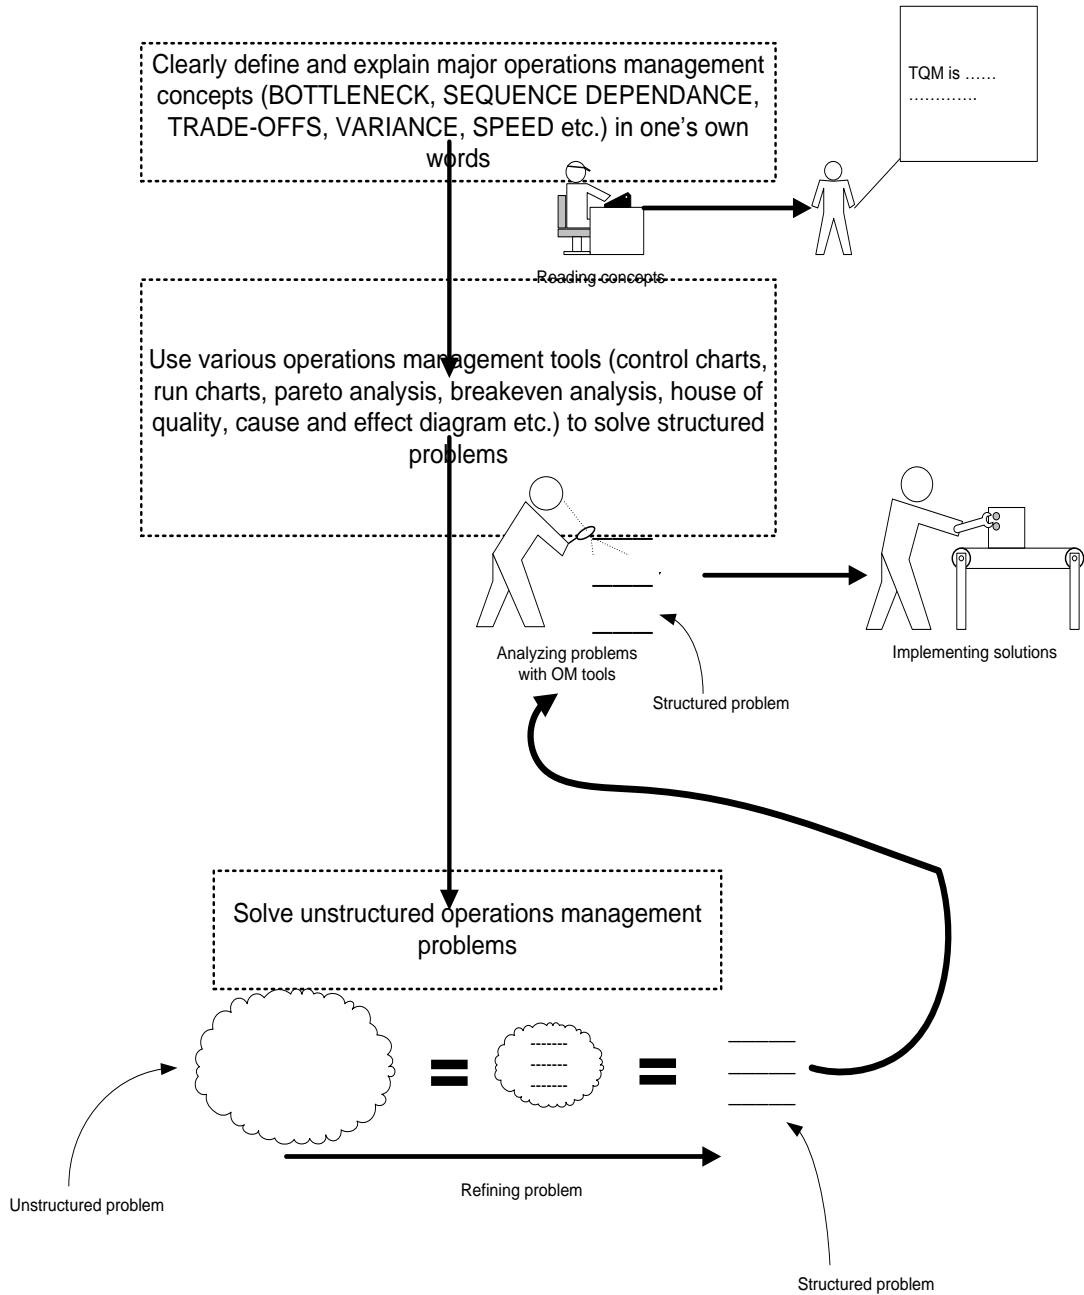 Clearly define and explain major operations management
concepts (BOTTLENECK, SEQUENCE DEPENDANCE,
TRADE-OFFS, VARIANCE, SPEED etc.) in one's own
words
TQM is ……
………….
Reading concepts
Use various operations management tools (control charts,
run charts, pareto analysis, breakeven analysis, house of
quality, cause and effect diagram etc.) to solve structured
problems
Analyzing problems
with OM tools
Implementing solutions
Structured problem
Solve unstructured operations management
problems
Unstructured problem
Refining problem
Structured problem